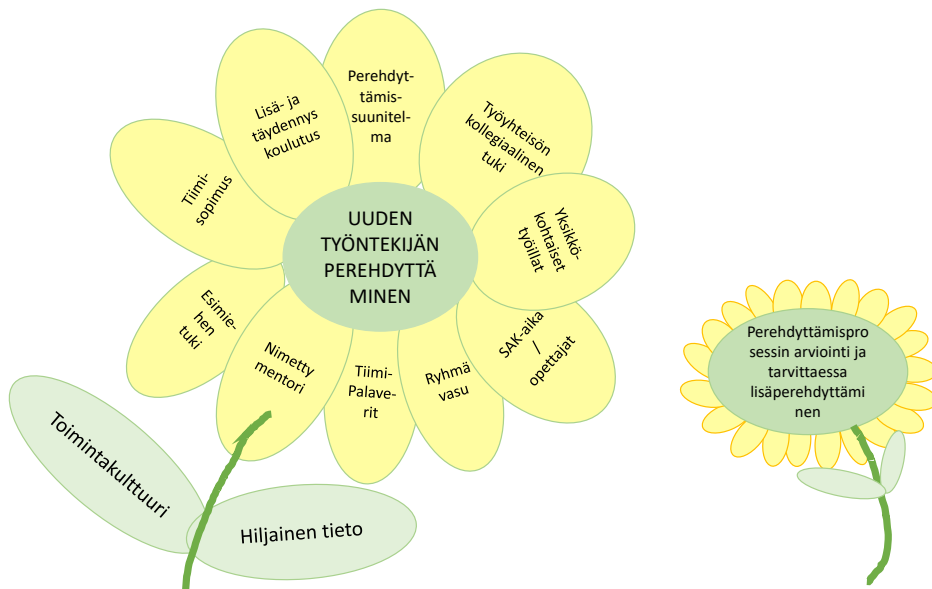 Perehdyt-
tämis-
suunitel-
ma
Työyhteisön
kollegiaalinen
tuki
Yksikkö-
kohtaiset
työillat
SAK-aika
/
opettajat
Ryhmä
vasu
Tiimi-
Palave-
rit
Nimetty
mentori
Esimie-
hen
tuki
Tiimi-
sopimus
Lisä- ja
täydennys
koulutus
UUDEN
TYÖNTEKIJÄN
PEREHDYTTÄ
MINEN
Toimintakulttuuri
Hiljainen tieto
Perehdyttämispro
sessin arviointi ja
tarvittaessa
lisäperehdyttämi
nen